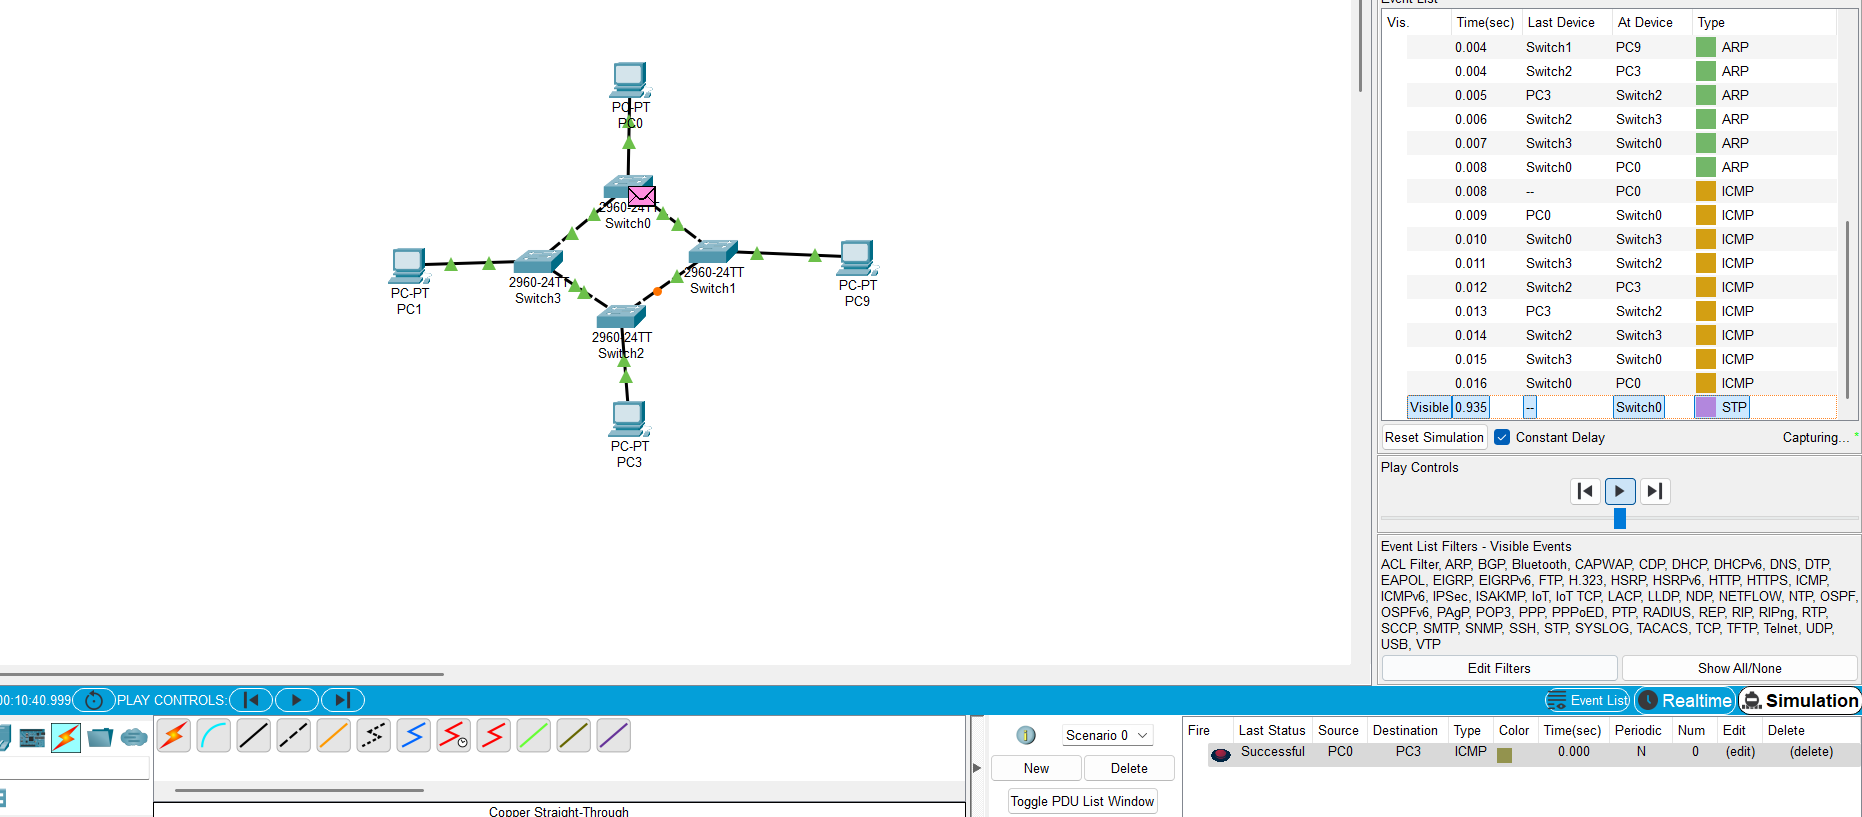 Event List
Vis. Time(sec) Last Device At Device Type
0.004 Switch1 PC9 ARP
0.004 Switch2 PC3 ARP
0.005 PC3 Switch2 ARP
0.006 Switch2 Switch3 ARP
0.007 Switch3 Switch0 ARP
0.008 Switch0 PC0 ARP
0.008 -- PC0 ICMP
0.009 PC0 Switch0 ICMP
0.010 Switch0 Switch3 ICMP
0.011 Switch3 Switch2 ICMP
0.012 Switch2 PC3 ICMP
0.013 PC3 Switch2 ICMP
0.014 Switch2 Switch3 ICMP
0.015 Switch3 Switch0 ICMP
0.016 Switch0 PC0 ICMP
Visible 0.935 -- Switch0 STP
Reset Simulation Constant Delay Capturing... *
Play Controls
Event List Filters - Visible Events
ACL Filter, ARP, BGP, Bluetooth, CAPWAP, CDP, DHCP, DHCPv6, DNS, DTP,
EAPOL, EIGRP, EIGRPv6, FTP, H.323, HSRP, HSRPv6, HTTP, HTTPS, ICMP,
ICMPv6, IPSec, ISAKMP, IoT, IoT TCP, LACP, LLDP, NDP, NETFLOW, NTP, OSPF,
OSPFv6, PAgP, POP3, PPP, PPPoED, PTP, RADIUS, REP, RIP, RIPng, RTP,
SCCP, SMTP, SNMP, SSH, STP, SYSLOG, TACACS, TCP, TFTP, Telnet, UDP,
USB, VTP
Edit Filters Show All/None
PC-PT
PC0
2960-24TT
Switch0
PC-PT
PC1
2960-24TT
Switch3
2960-24TT
Switch1
PC-PT
PC9
2960-24TT
Switch2
PC-PT
PC3
00:10:40.999 PLAY CONTROLS: Event List Realtime Simulation
Scenario 0
New Delete
Toggle PDU List Window
Fire Last Status Source Destination Type Color Time(sec) Periodic Num Edit Delete
Successful PC0 PC3 ICMP 0.000 N 0 (edit) (delete)
Copper Straight-Through